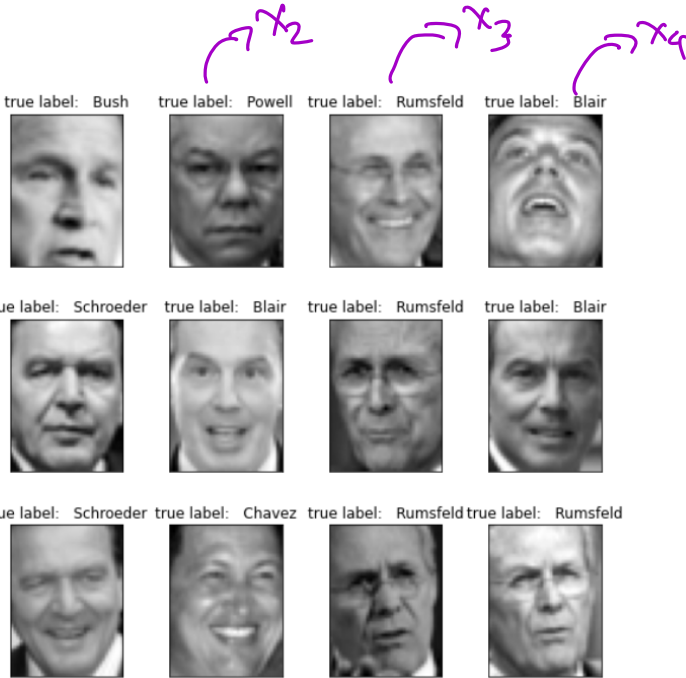 x2 x3 x4
true label: Bush true label: Powell true label: Rumsfeld true label: Blair
ue label: Schroeder true label: Blair true label: Rumsfeld true label: Blair
ue label: Schroeder true label: Chavez true label: Rumsfeld true label: Rumsfeld